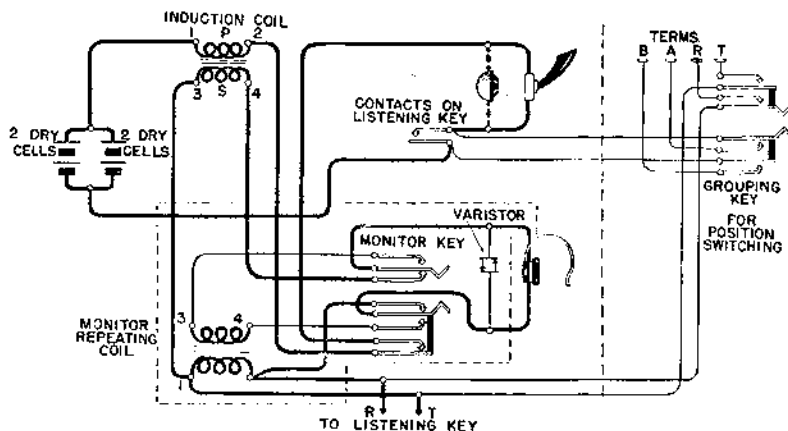 INDUCTION COIL
1 P 2
3 S 4
2 DRY CELLS
2 DRY CELLS
CONTACTS ON
LISTENING KEY
TERMS
B A R T
GROUPING
KEY
FOR
POSITION
SWITCHING
VARISTOR
MONITOR KEY
3 4
MONITOR
REPEATING
COIL
1
R T
TO LISTENING KEY